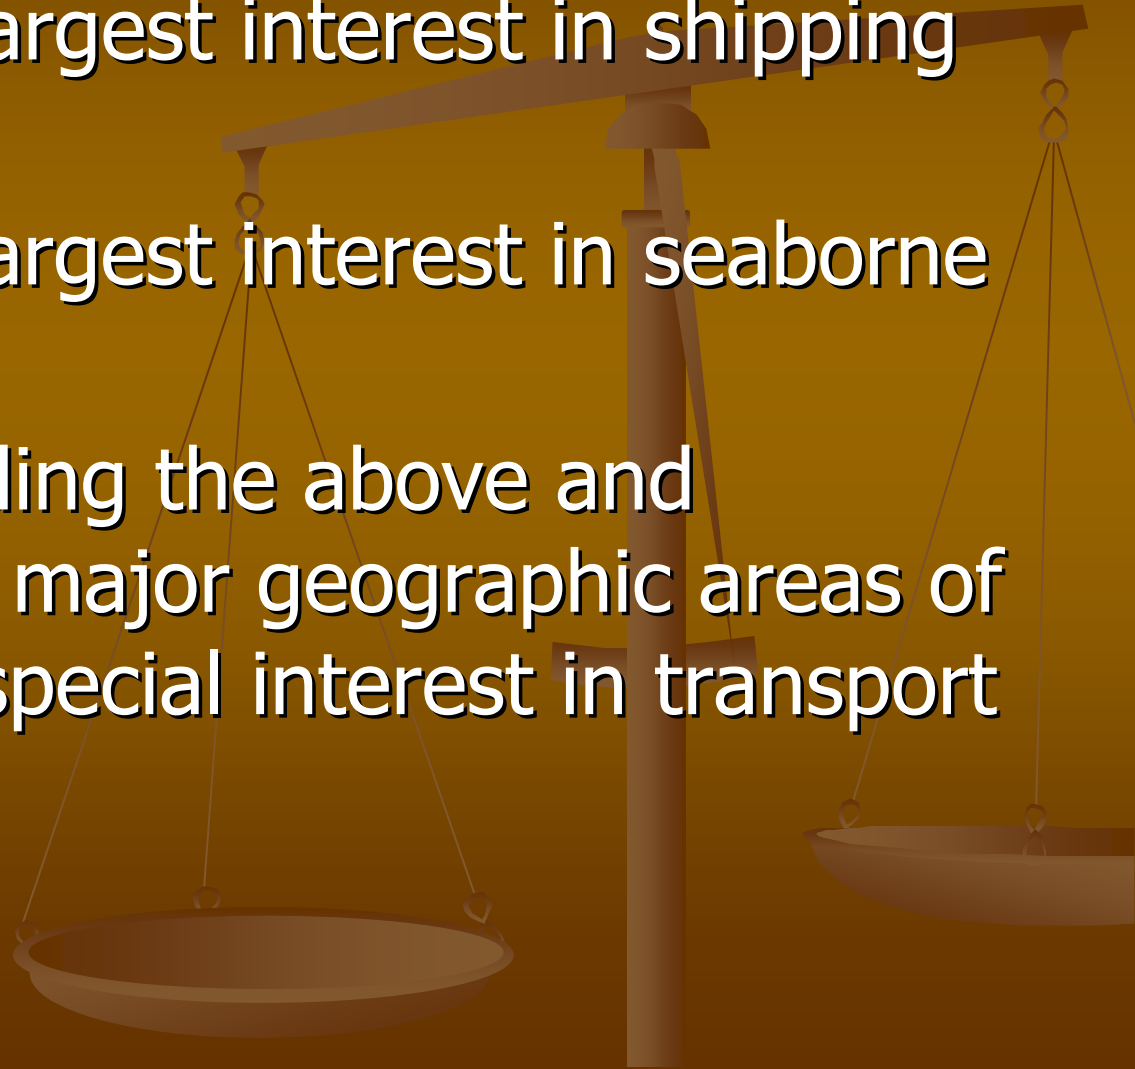 argest interest in shipping
argest interest in seaborne
ling the above and
major geographic areas of
special interest in transport